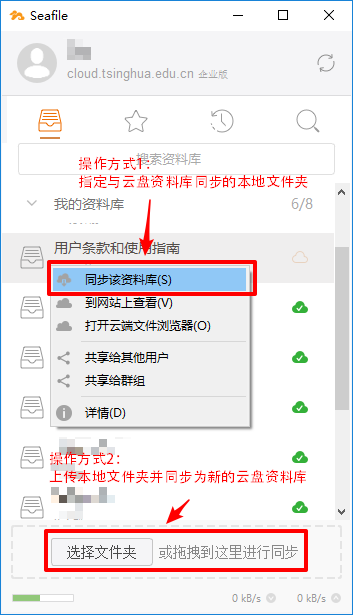 Seafile
cloud.tsinghua.edu.cn 企业版
操作方式1:
搜索资料库
指定与云盘资料库同步的本地文件夹
我的资料库 6/8
用户条款和使用指南
同步该资料库(S)
到网站上查看(V)
打开云端文件浏览器(O)
共享给其他用户
共享给群组
详情(D)
操作方式2:
上传本地文件夹并同步为新的云盘资料库
选择文件夹 或拖拽到这里进行同步
0 kB/s 0 kB/s